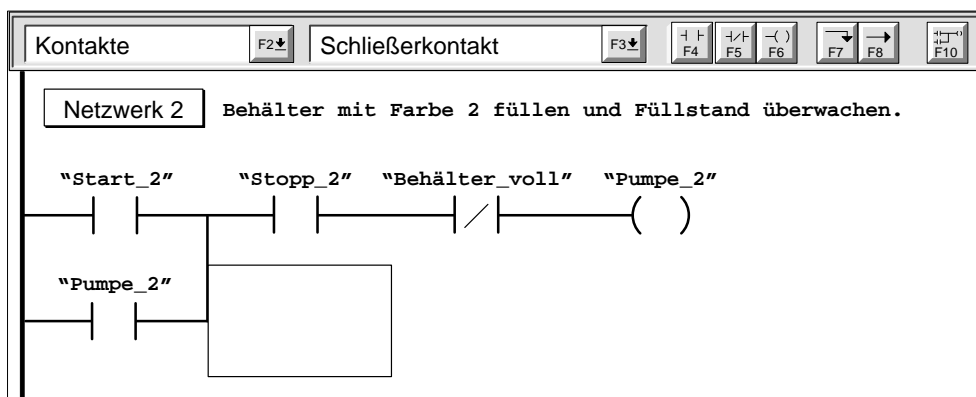 Kontakte F2 Schließerkontakt F3 F4 F5 F6 F7 F8 F10
Netzwerk 2 Behälter mit Farbe 2 füllen und Füllstand überwachen.
“Start_2” “Stopp_2” “Behälter_voll” “Pumpe_2”
“Pumpe_2”